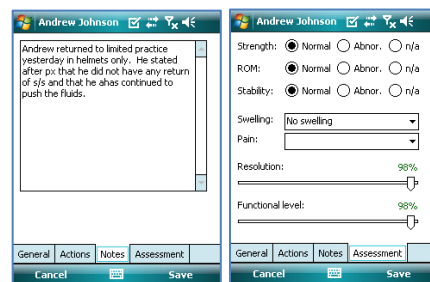 Andrew Johnson
Andrew returned to limited practice
yesterday in helmets only. He stated
after px that he did not have any return
of s/s and that he ahas continued to
push the fluids.
General Actions Notes Assessment
Cancel Save
Andrew Johnson
Strength: Normal Abnor. n/a
ROM: Normal Abnor. n/a
Stability: Normal Abnor. n/a
Swelling: No swelling
Pain:
Resolution: 98%
Functional level: 98%
General Actions Notes Assessment
Cancel Save